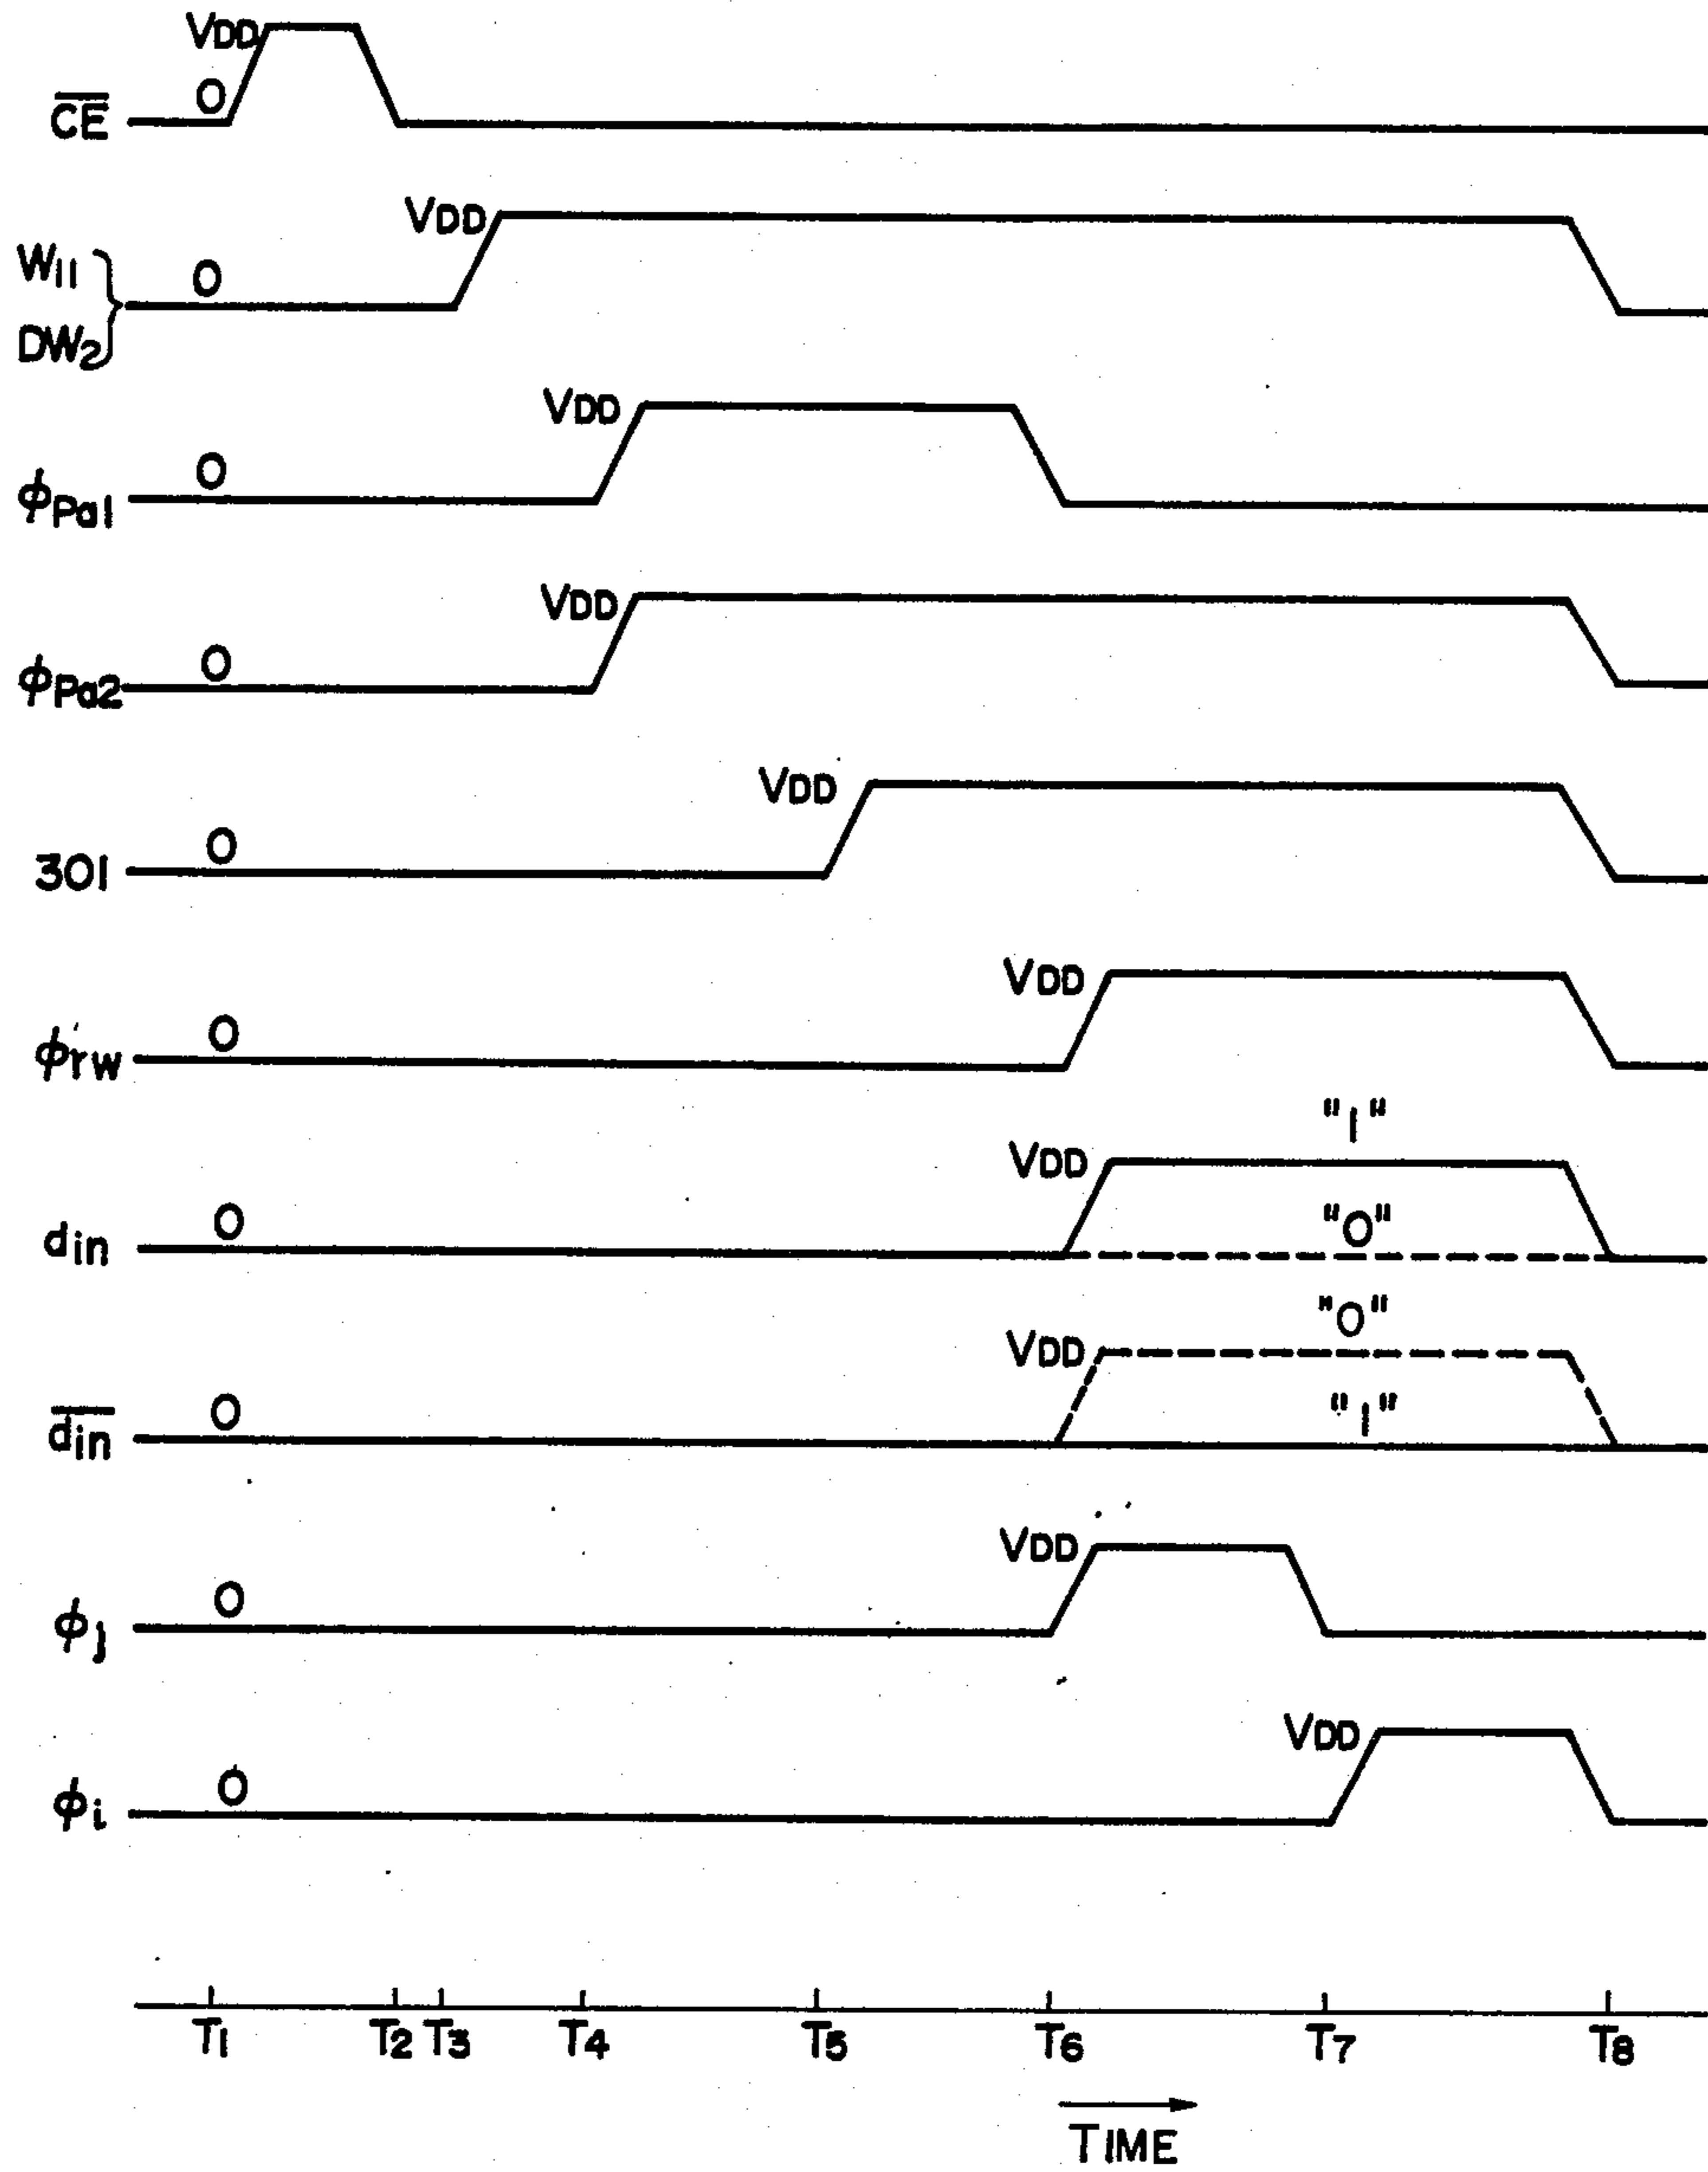 VDD
0
CE
VDD
W11
0
DW2
VDD
0
φPa1
VDD
0
φPa2
VDD
0
301
VDD
0
φrw
"1"
VDD
0
"0"
din
"0"
VDD
0
"1"
din
VDD
0
φj
VDD
0
φi
T1 T2 T3 T4 T5 T6 T7 T8
TIME